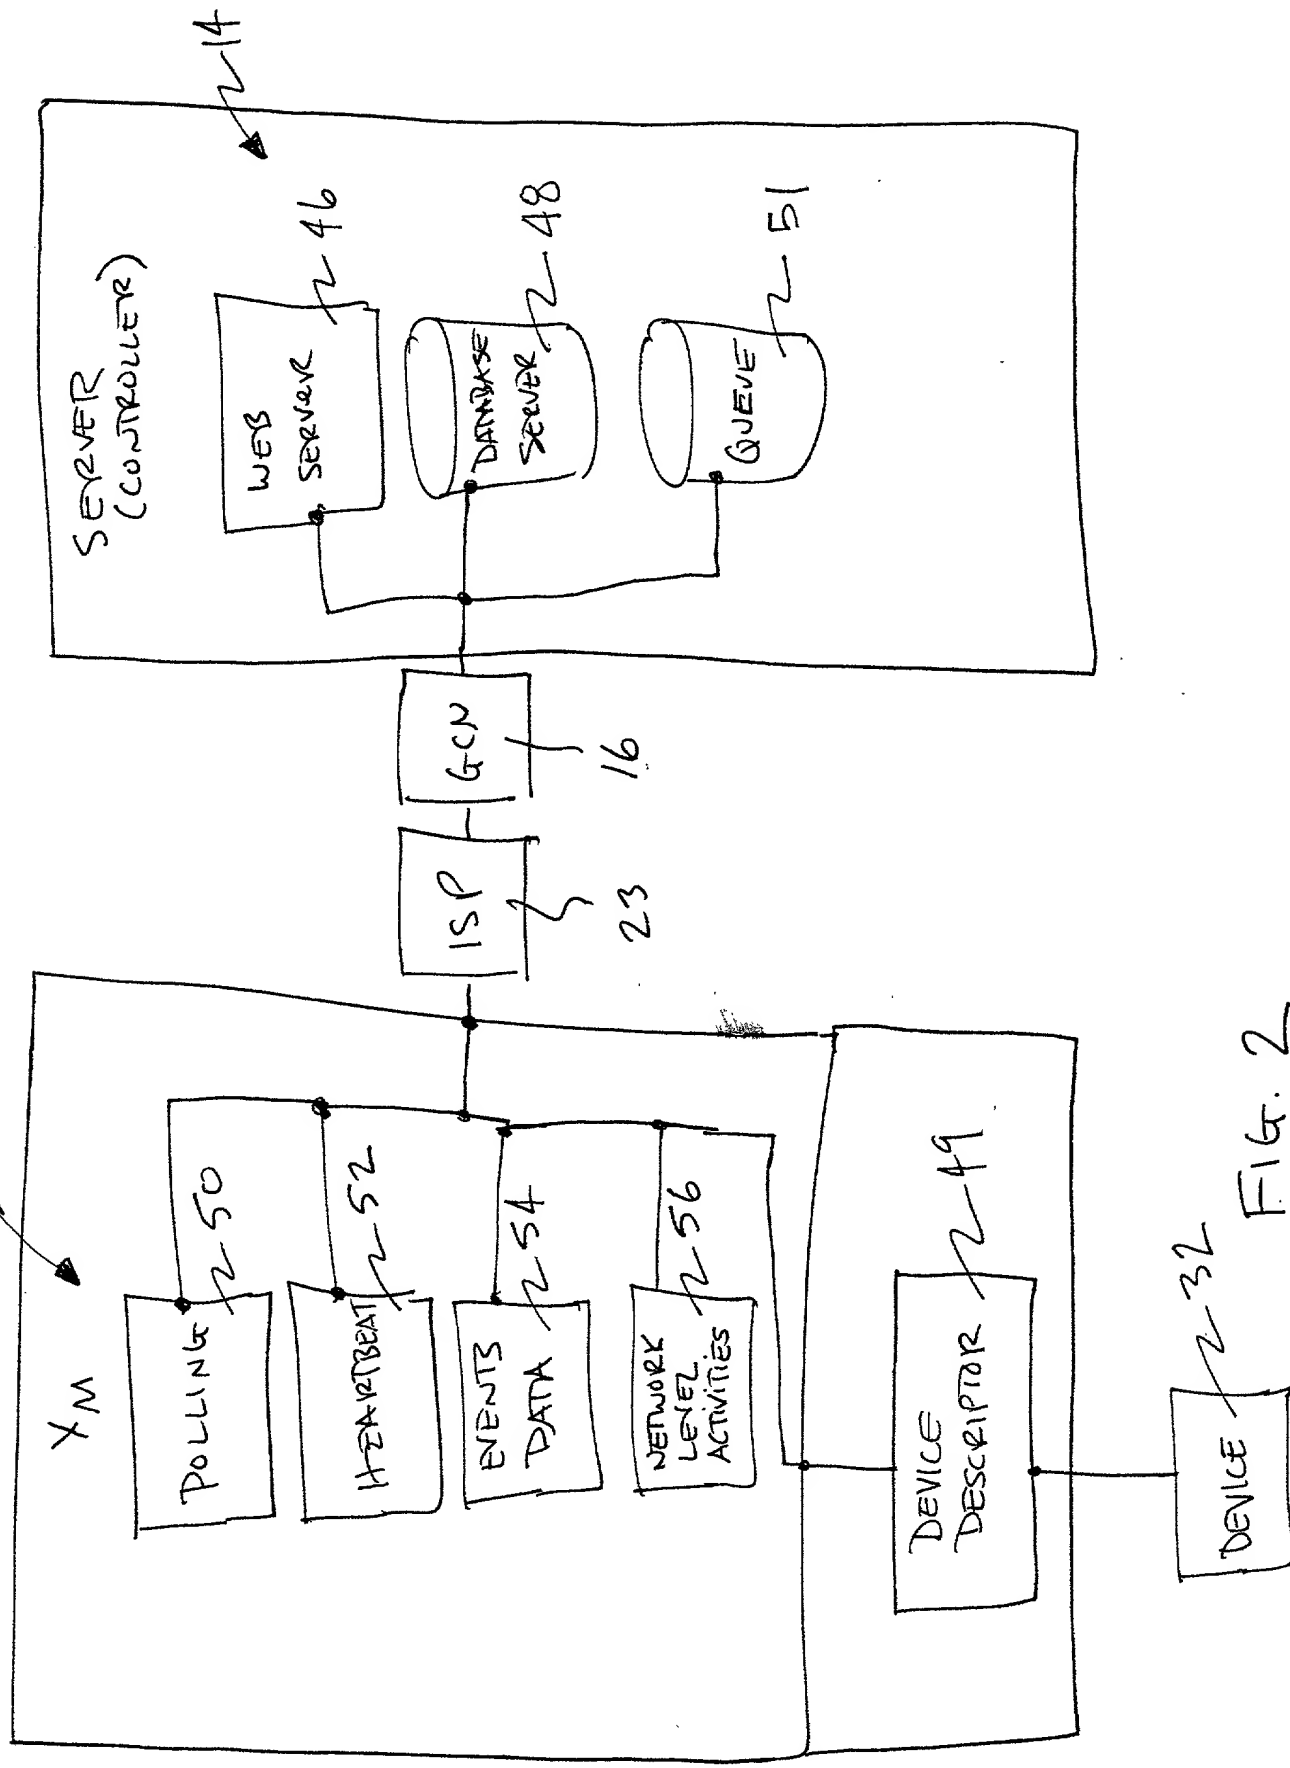 X M
POLLING
50
HEARTBEAT
52
EVENTS
DATA
54
NETWORK
LEVEL
ACTIVITIES
56
DEVICE
DESCRIPTOR
49
DEVICE
32
ISP
23
GCN
16
SERVER
(CONTROLLER)
14
WEB
SERVER
46
DATABASE
SERVER
48
QUEUE
51
FIG. 2